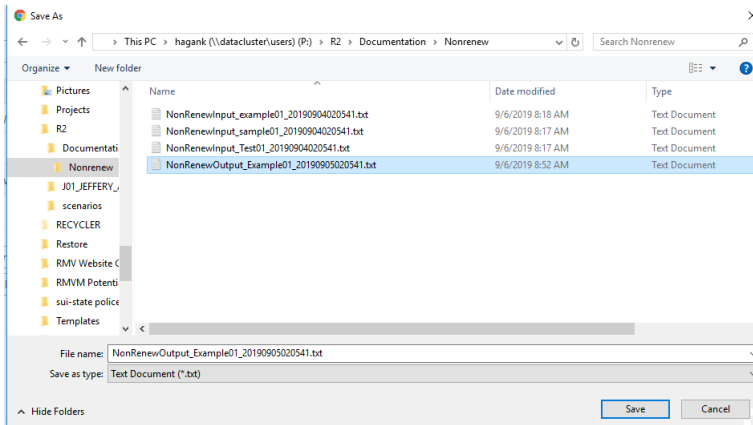 Save As
This PC > hagank (\\datacluster\users) (P:) > R2 > Documentation > Nonrenew
Search Nonrenew
Organize
New folder
Name
Date modified
Type
Pictures
Projects
R2
Documentati
Nonrenew
J01_JEFFERY_
scenarios
RECYCLER
Restore
RMV Website C
RMVM Potenti
sui-state police
Templates
NonRenewInput_example01_20190904020541.txt 9/6/2019 8:18 AM Text Document
NonRenewInput_sample01_20190904020541.txt 9/6/2019 8:17 AM Text Document
NonRenewInput_Test01_20190904020541.txt 9/6/2019 8:17 AM Text Document
NonRenewOutput_Example01_20190905020541.txt 9/6/2019 8:52 AM Text Document
File name: NonRenewOutput_Example01_20190905020541.txt
Save as type: Text Document (*.txt)
Hide Folders
Save
Cancel